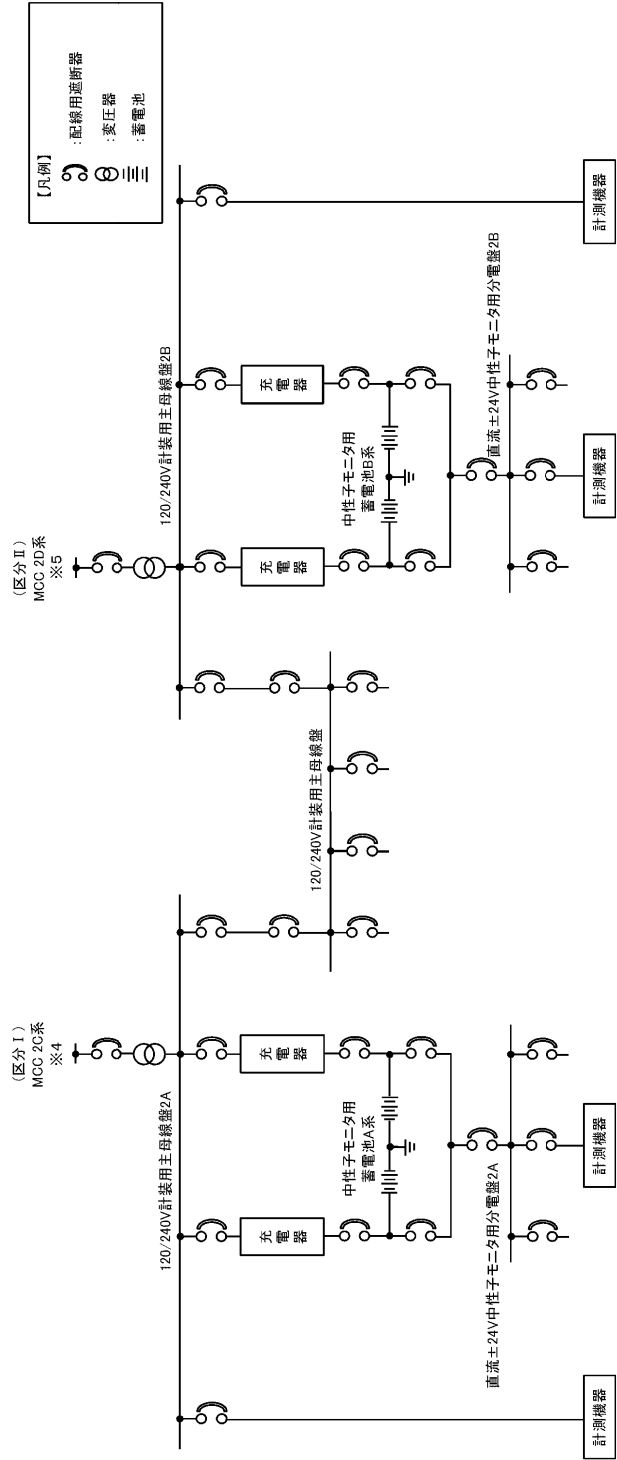 (区分Ⅰ)
MCC 2C系
※4
(区分Ⅱ)
MCC 2D系
※5
【凡例】
:配線用遮断器
:変圧器
:蓄電池
120/240V計装用主母線盤2A
120/240V計装用主母線盤2B
充電器
充電器
充電器
充電器
中性子モニタ用
蓄電池A系
120/240V計装用主母線盤
中性子モニタ用
蓄電池B系
直流±24V中性子モニタ用分電盤2A
直流±24V中性子モニタ用分電盤2B
計測機器
計測機器
計測機器
計測機器